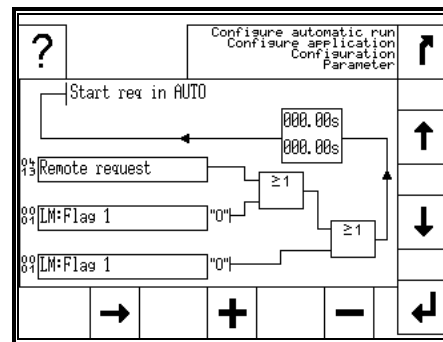 ?
Configure automatic run
Configure application
Configuration
Parameter
Start req in AUTO
000.00s
000.00s
04
13 Remote request
≥1
00
01 LM:Flag 1 "0"
≥1
00
01 LM:Flag 1 "0"
+ −